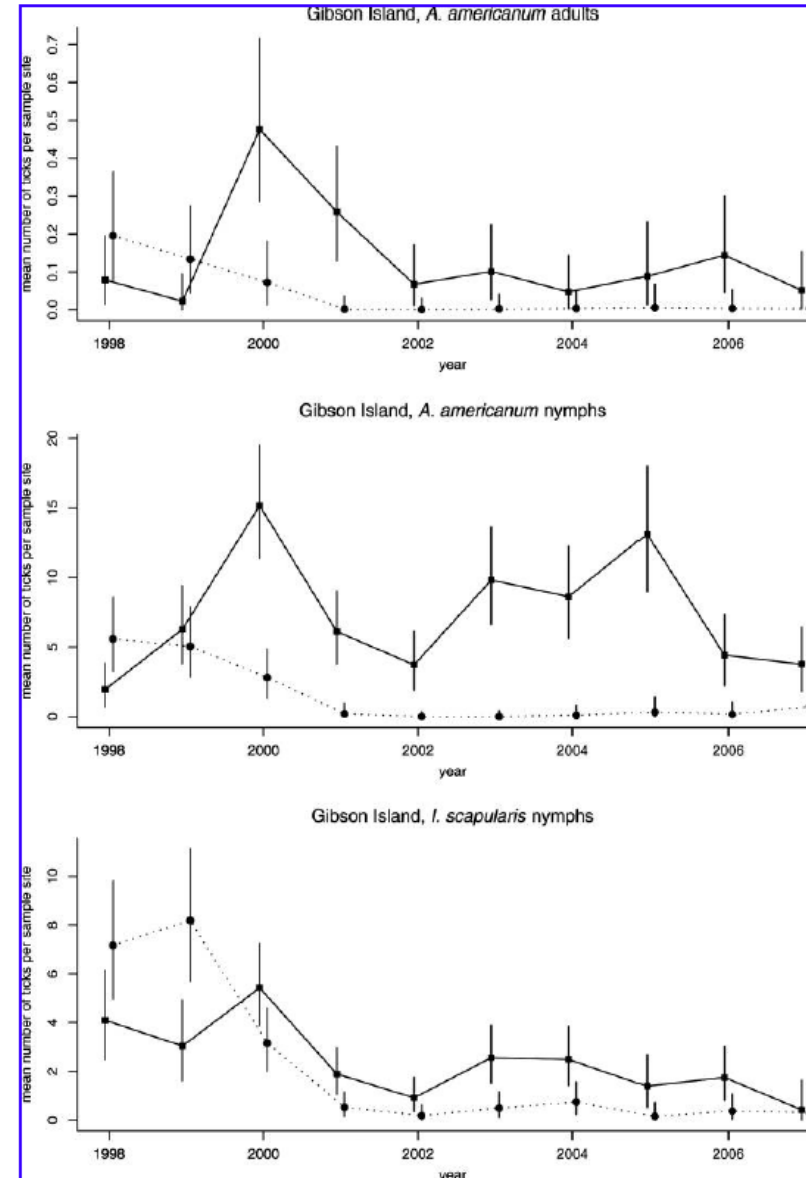 Gibson Island, A. americanum adults
mean number of ticks per sample site
0.7
0.6
0.5
0.4
0.3
0.2
0.1
0.0
1998 2000 2002 2004 2006
year
Gibson Island, A. americanum nymphs
mean number of ticks per sample site
20
15
10
5
0
1998 2000 2002 2004 2006
year
Gibson Island, I. scapularis nymphs
mean number of ticks per sample site
10
8
6
4
2
0
1998 2000 2002 2004 2006
year